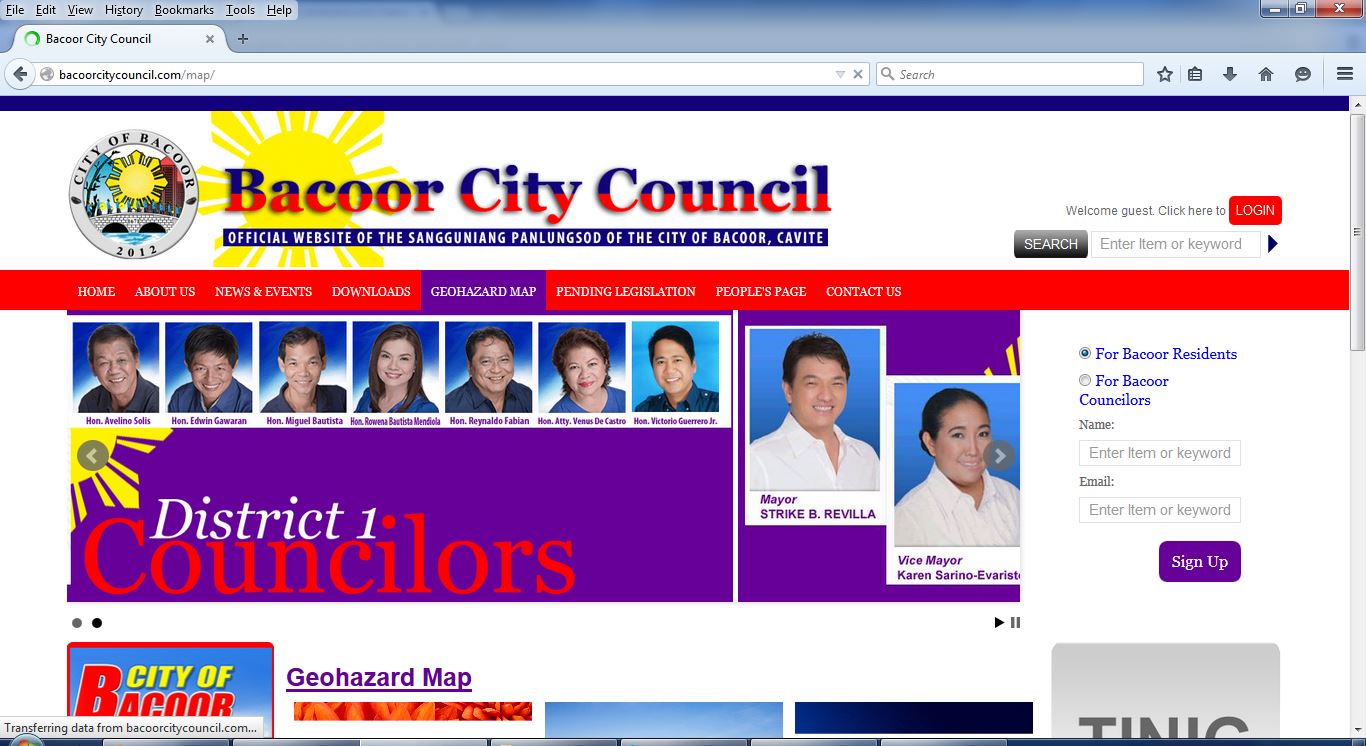 File Edit View History Bookmarks Tools Help
Bacoor City Council
bacoorcitycouncil.com/map/
Search
CITY OF BACOOR
2012
Bacoor City Council
OFFICIAL WEBSITE OF THE SANGGUNIANG PANLUNGSOD OF THE CITY OF BACOOR, CAVITE
Welcome guest. Click here to LOGIN
SEARCH Enter Item or keyword
HOME ABOUT US NEWS & EVENTS DOWNLOADS GEOHAZARD MAP PENDING LEGISLATION PEOPLE'S PAGE CONTACT US
Hon. Avelino Solis Hon. Edwin Gawaran Hon. Miguel Bautista Hon. Rowena Bautista Mendiola Hon. Reynaldo Fabian Hon. Atty. Venus De Castro Hon. Victorio Guerrero Jr.
District 1
Councilors
Mayor
STRIKE B. REVILLA
Vice Mayor
Karen Sarino-Evaristo
For Bacoor Residents
For Bacoor
Councilors
Name:
Enter Item or keyword
Email:
Enter Item or keyword
Sign Up
CITY OF
BACOOR
Geohazard Map
TINIG
Transferring data from bacoorcitycouncil.com...